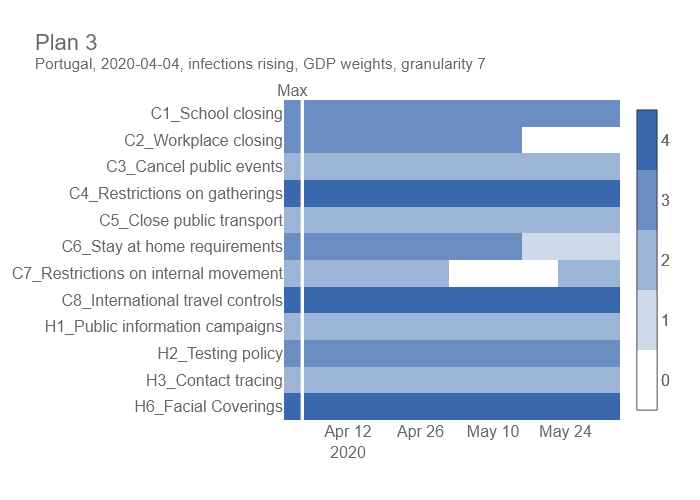 Plan 3
Portugal, 2020-04-04, infections rising, GDP weights, granularity 7
Max
C1_School closing
C2_Workplace closing
C3_Cancel public events
C4_Restrictions on gatherings
C5_Close public transport
C6_Stay at home requirements
C7_Restrictions on internal movement
C8_International travel controls
H1_Public information campaigns
H2_Testing policy
H3_Contact tracing
H6_Facial Coverings
Apr 12 Apr 26 May 10 May 24
2020
4
3
2
1
0